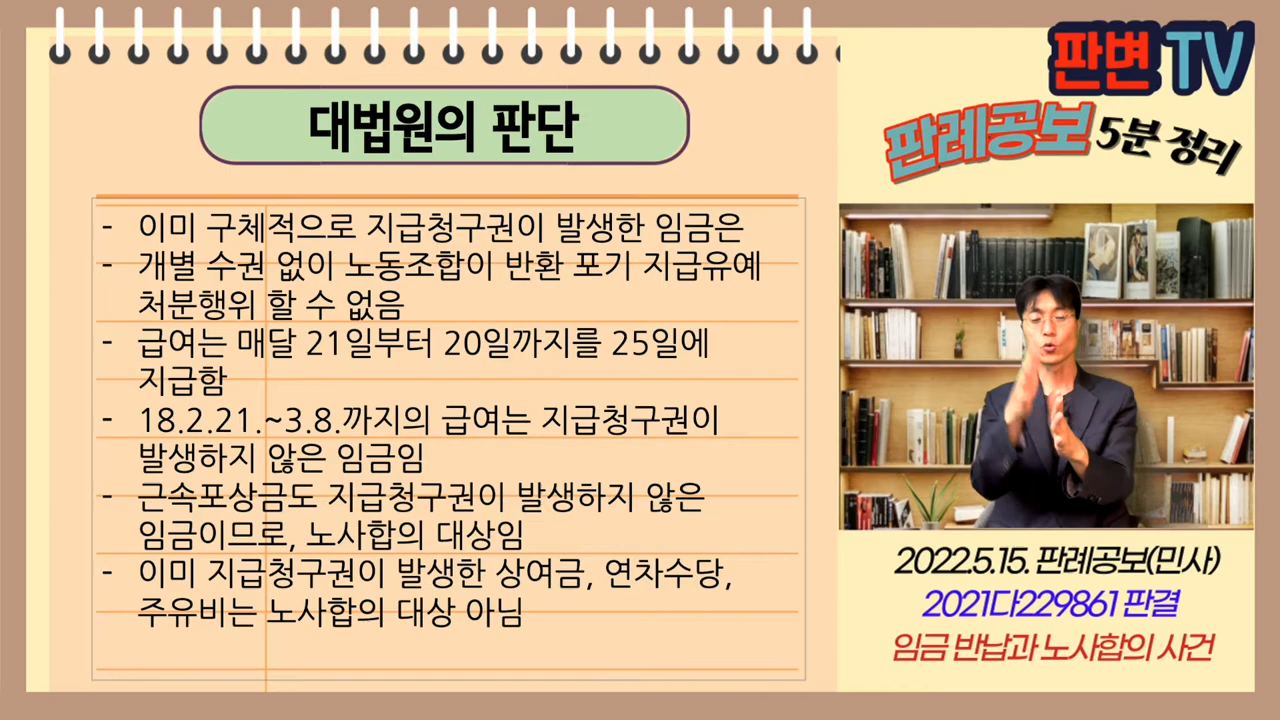 대법원의 판단
- 이미 구체적으로 지급청구권이 발생한 임금은
- 개별 수권 없이 노동조합이 반환 포기 지급유예
처분행위 할 수 없음
- 급여는 매달 21일부터 20일까지를 25일에
지급함
- 18.2.21.~3.8.까지의 급여는 지급청구권이
발생하지 않은 임금임
- 근속포상금도 지급청구권이 발생하지 않은
임금이므로, 노사합의 대상임
- 이미 지급청구권이 발생한 상여금, 연차수당,
주유비는 노사합의 대상 아님
판변 TV
판례공보 5분 정리
2022.5.15. 판례공보(민사)
2021다229861 판결
임금 반납과 노사합의 사건